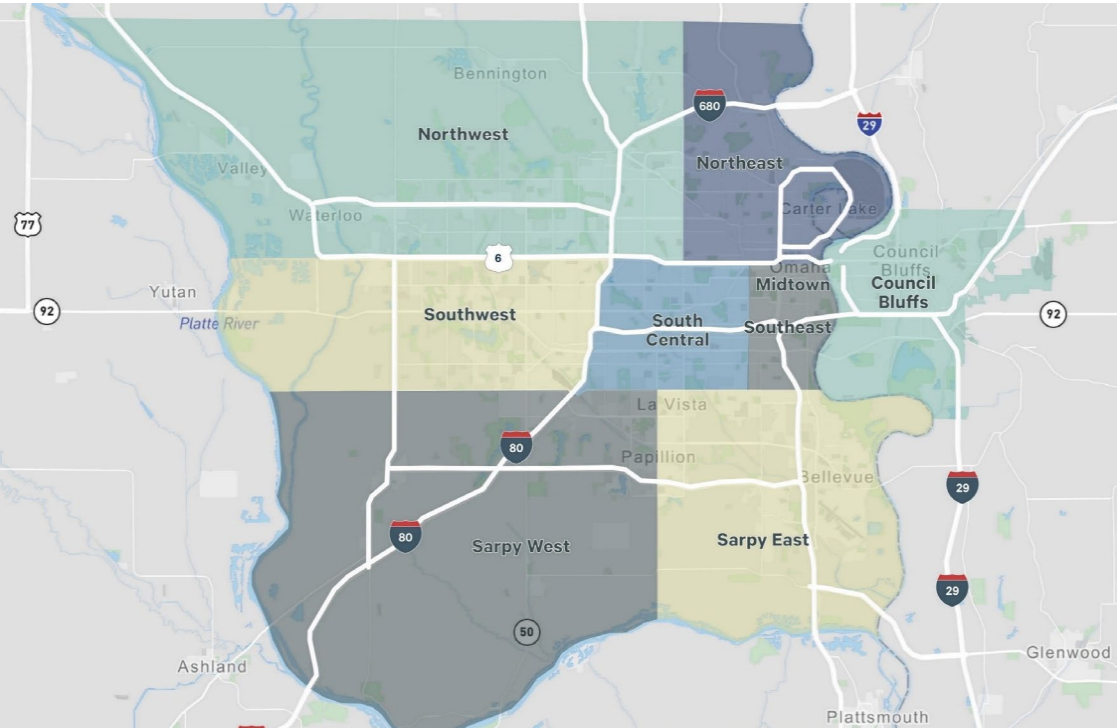 Bennington
680
29
Northwest
Northeast
Valley
Carter Lake
Waterloo
77
6
Council
Bluffs
Omaha
Midtown
Council
Bluffs
Yutan
92
Platte River
Southwest
South
Central
Southeast
92
La Vista
80
Papillion
Bellevue
29
80
Sarpy West
Sarpy East
29
50
Ashland
Glenwood
Plattsmouth